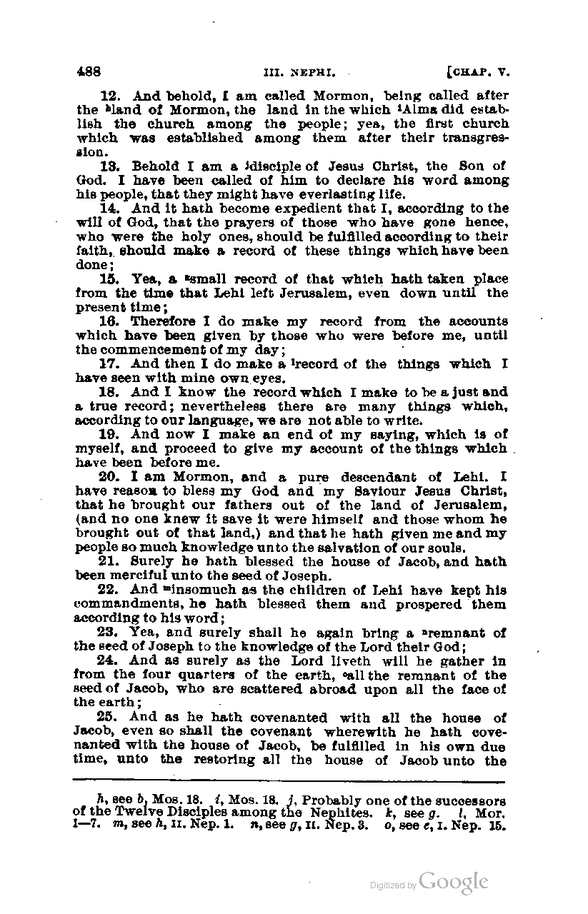 488 III. NEPHI. [CHAP. V.
12. And behold, I am called Mormon, being called after
the hland of Mormon, the land in the which iAlma did estab-
lish the church among the people; yea, the first church
which was established among them after their transgres-
sion.
13. Behold I am a jdisciple of Jesus Christ, the Son of
God. I have been called of him to declare his word among
his people, that they might have everlasting life.
14. And it hath become expedient that I, according to the
will of God, that the prayers of those who have gone hence,
who were the holy ones, should be fulfilled according to their
faith, should make a record of these things which have been
done;
15. Yea, a ksmall record of that which hath taken place
from the time that Lehi left Jerusalem, even down until the
present time;
16. Therefore I do make my record from the accounts
which have been given by those who were before me, until
the commencement of my day;
17. And then I do make a lrecord of the things which I
have seen with mine own eyes.
18. And I know the record which I make to be a just and
a true record; nevertheless there are many things which,
according to our language, we are not able to write.
19. And now I make an end of my saying, which is of
myself, and proceed to give my account of the things which
have been before me.
20. I am Mormon, and a pure descendant of Lehi. I
have reason to bless my God and my Saviour Jesus Christ,
that he brought our fathers out of the land of Jerusalem,
(and no one knew it save it were himself and those whom he
brought out of that land,) and that he hath given me and my
people so much knowledge unto the salvation of our souls.
21. Surely he hath blessed the house of Jacob, and hath
been merciful unto the seed of Joseph.
22. And minsomuch as the children of Lehi have kept his
commandments, he hath blessed them and prospered them
according to his word;
23. Yea, and surely shall he again bring a nremnant of
the seed of Joseph to the knowledge of the Lord their God;
24. And as surely as the Lord liveth will he gather in
from the four quarters of the earth, oall the remnant of the
seed of Jacob, who are scattered abroad upon all the face of
the earth;
25. And as he hath covenanted with all the house of
Jacob, even so shall the covenant wherewith he hath cove-
nanted with the house of Jacob, be fulfilled in his own due
time, unto the restoring all the house of Jacob unto the
h, see b, Mos. 18. i, Mos. 18. j, Probably one of the successors
of the Twelve Disciples among the Nephites. k, see g. l, Mor.
1—7. m, see h, II. Nep. 1. n, see g, II. Nep. 3. o, see e, I. Nep. 15.
Digitized by Google